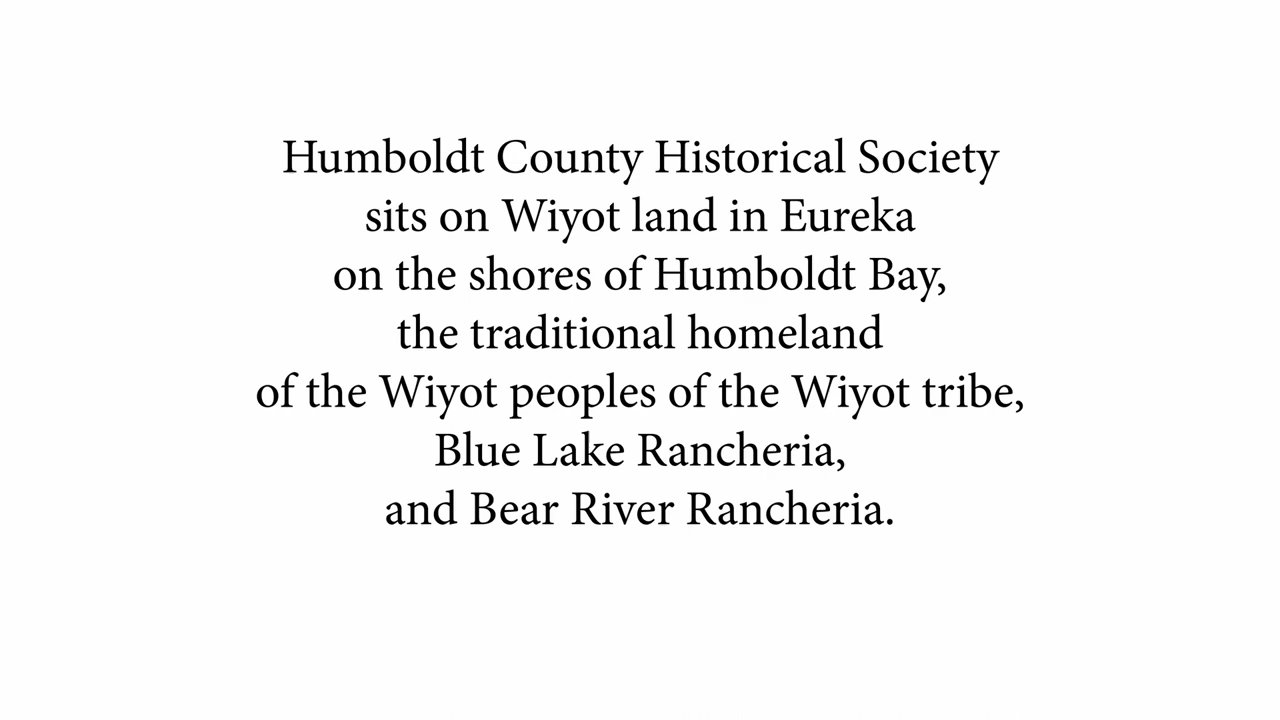 Humboldt County Historical Society
sits on Wiyot land in Eureka
on the shores of Humboldt Bay,
the traditional homeland
of the Wiyot peoples of the Wiyot tribe,
Blue Lake Rancheria,
and Bear River Rancheria.